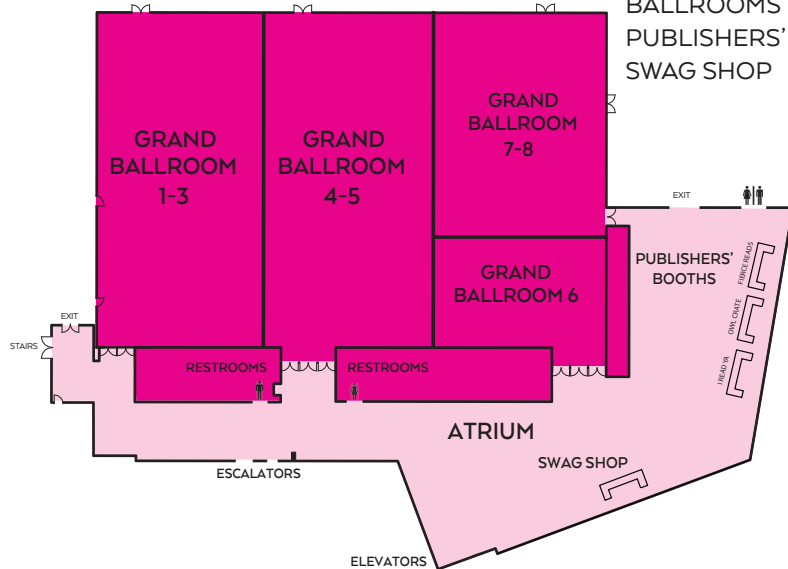 BALLROOMS
PUBLISHERS'
SWAG SHOP
GRAND
BALLROOM
1-3
GRAND
BALLROOM
4-5
GRAND
BALLROOM
7-8
GRAND
BALLROOM 6
EXIT
PUBLISHERS'
BOOTHS
FIERCE READS
OWL CRATE
I READ YA
EXIT
STAIRS
RESTROOMS
RESTROOMS
ATRIUM
ESCALATORS
SWAG SHOP
ELEVATORS